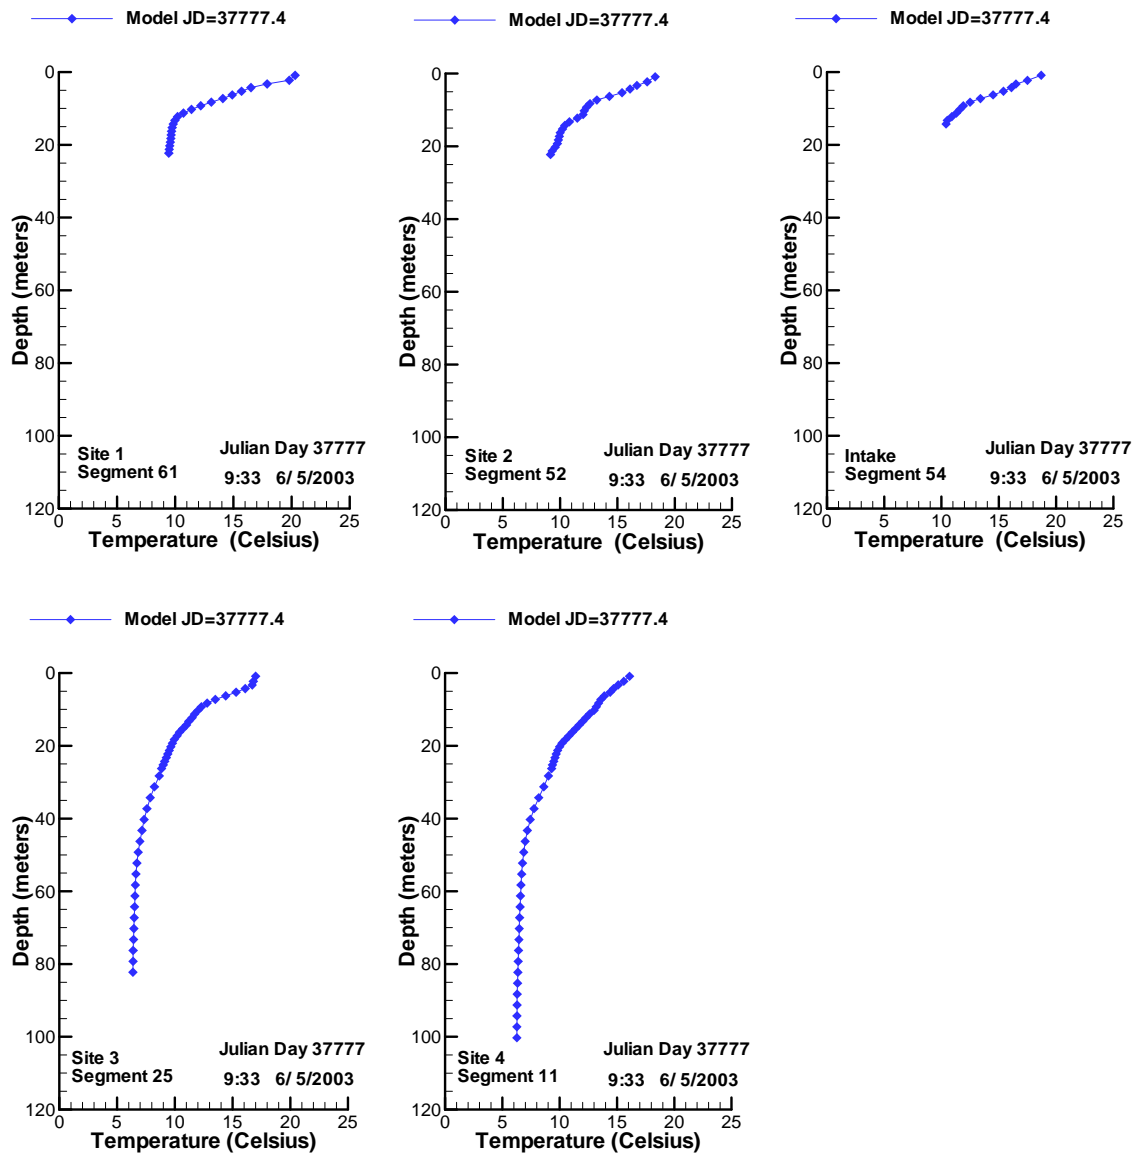 Model JD=37777.4
0
20
40
60
80
100
120
Depth (meters)
Site 1
Segment 61
Julian Day 37777
9:33 6/ 5/2003
0 5 10 15 20 25
Temperature (Celsius)
Model JD=37777.4
0
20
40
60
80
100
120
Depth (meters)
Site 2
Segment 52
Julian Day 37777
9:33 6/ 5/2003
0 5 10 15 20 25
Temperature (Celsius)
Model JD=37777.4
0
20
40
60
80
100
120
Depth (meters)
Intake
Segment 54
Julian Day 37777
9:33 6/ 5/2003
0 5 10 15 20 25
Temperature (Celsius)
Model JD=37777.4
0
20
40
60
80
100
120
Depth (meters)
Site 3
Segment 25
Julian Day 37777
9:33 6/ 5/2003
0 5 10 15 20 25
Temperature (Celsius)
Model JD=37777.4
0
20
40
60
80
100
120
Depth (meters)
Site 4
Segment 11
Julian Day 37777
9:33 6/ 5/2003
0 5 10 15 20 25
Temperature (Celsius)